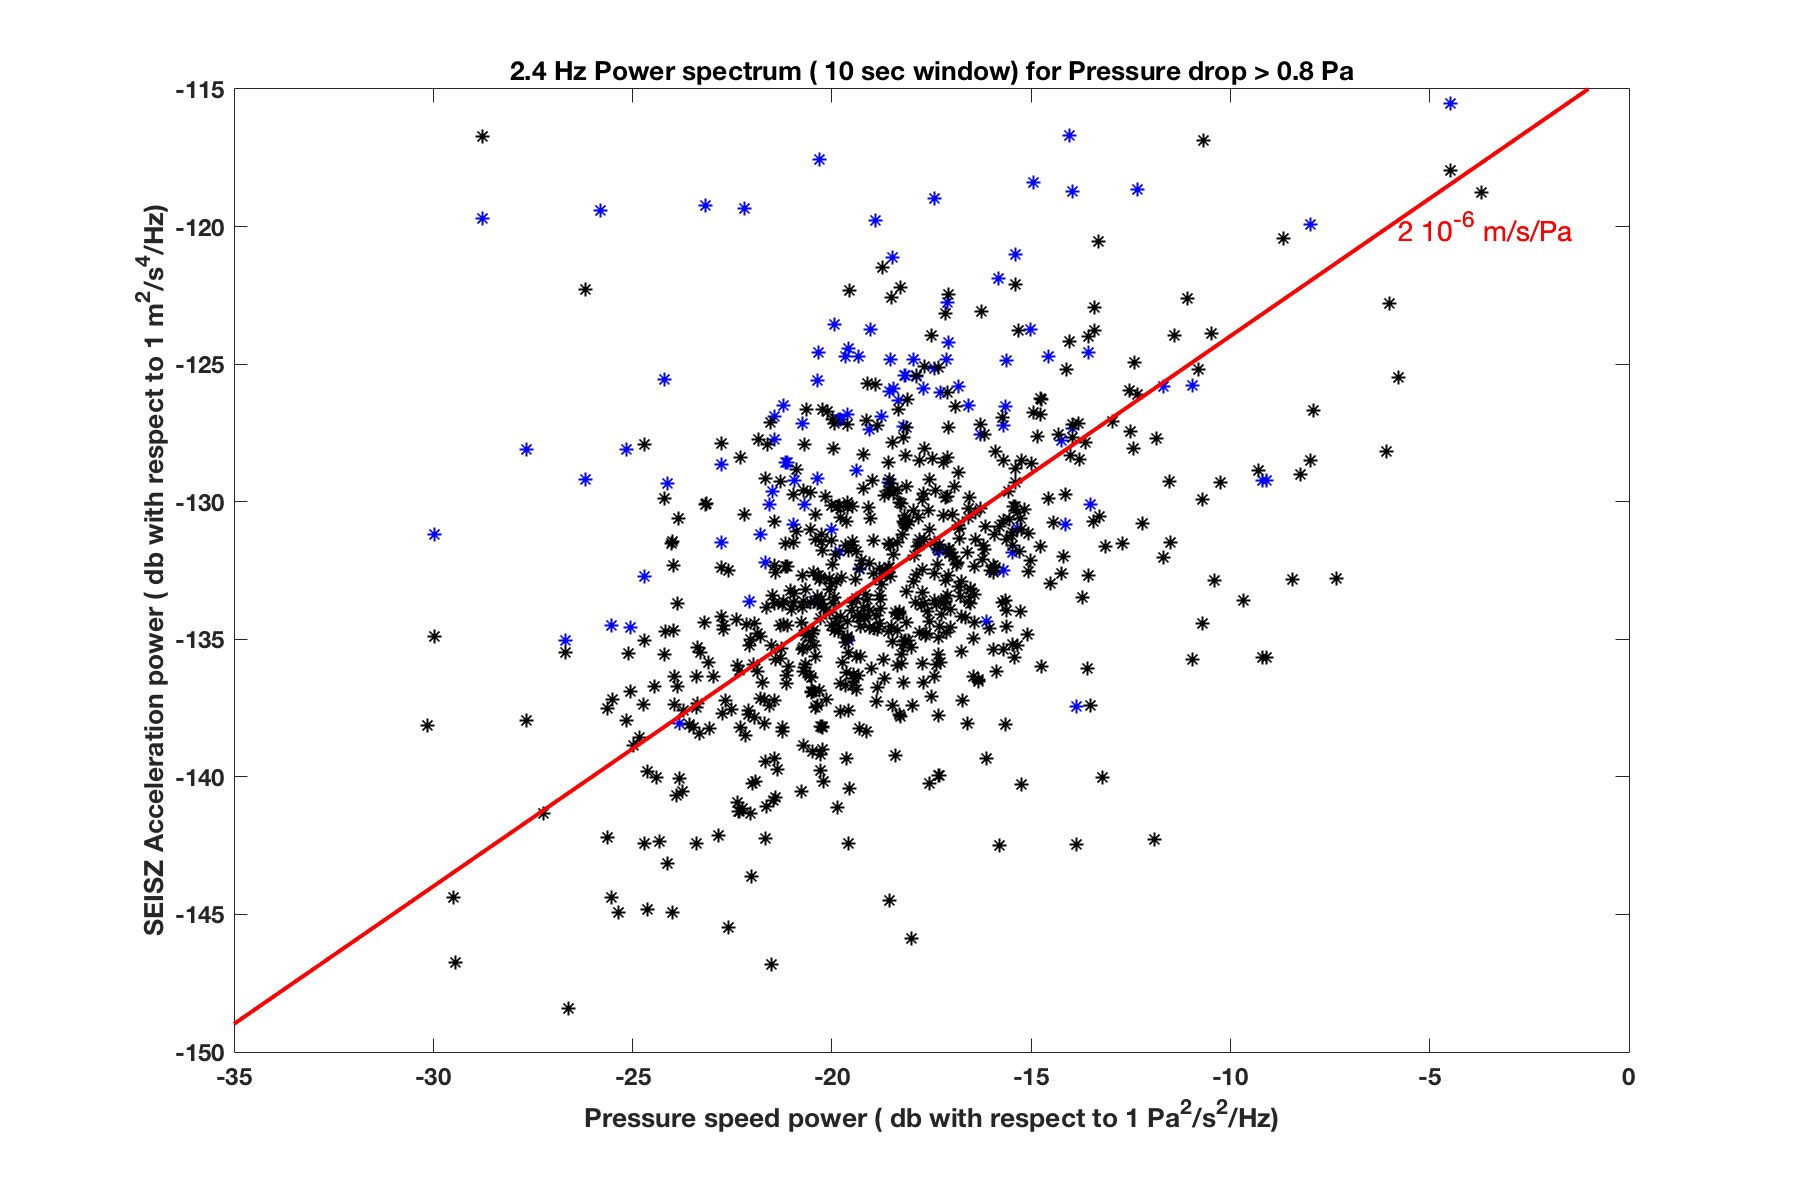 2.4 Hz Power spectrum ( 10 sec window) for Pressure drop > 0.8 Pa
-115
-120
-125
-130
-135
-140
-145
-150
SEISZ Acceleration power ( db with respect to 1 m²/s⁴/Hz)
2 10⁻⁶ m/s/Pa
-35 -30 -25 -20 -15 -10 -5 0
Pressure speed power ( db with respect to 1 Pa²/s²/Hz)